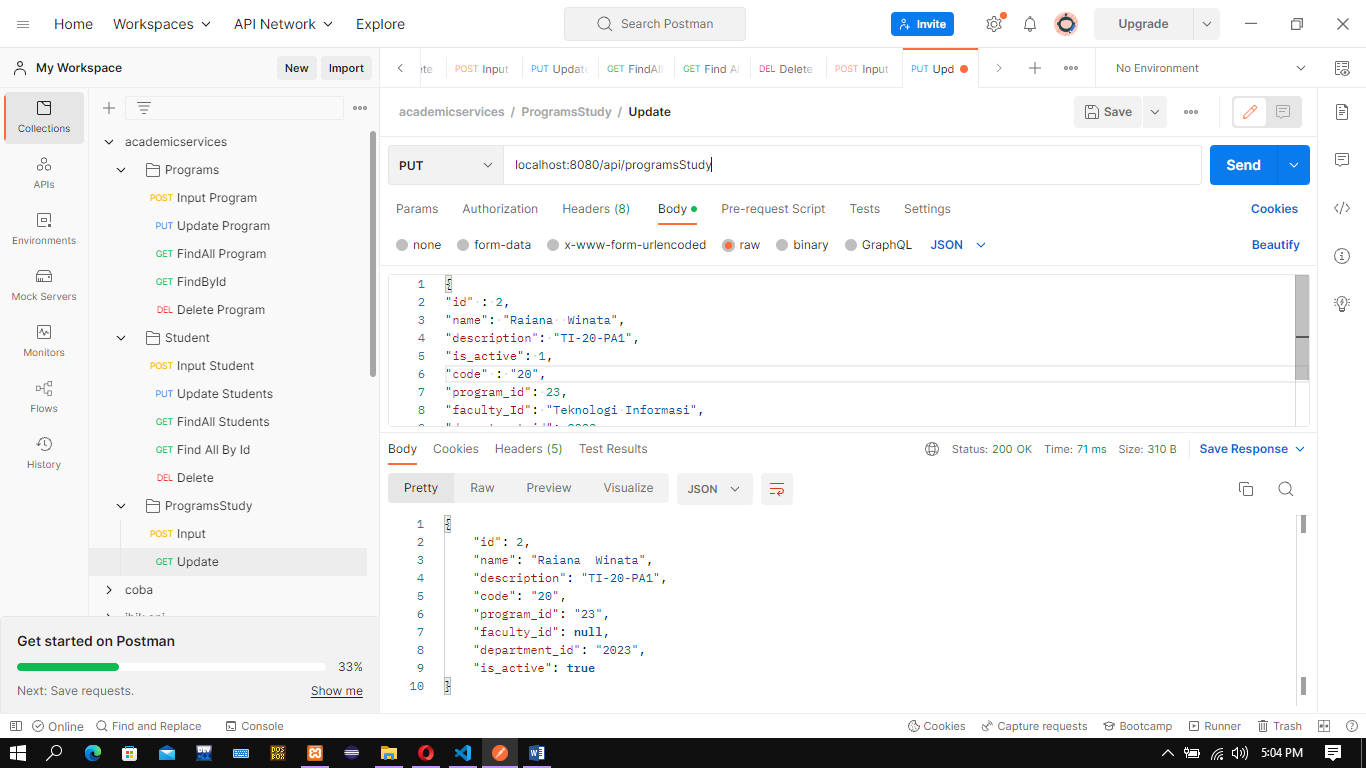 Home Workspaces API Network Explore Search Postman Invite Upgrade
My Workspace New Import
POST Input PUT Update GET FindAll GET Find Al DEL Delete POST Input PUT Upd No Environment
Collections
APIs
Environments
Mock Servers
Monitors
Flows
History
academicservices
Programs
POST Input Program
PUT Update Program
GET FindAll Program
GET FindById
DEL Delete Program
Student
POST Input Student
PUT Update Students
GET FindAll Students
GET Find All By Id
DEL Delete
ProgramsStudy
POST Input
GET Update
coba
Get started on Postman
33%
Next: Save requests. Show me
academicservices / ProgramsStudy / Update Save
PUT localhost:8080/api/programsStudy Send
Params Authorization Headers (8) Body Pre-request Script Tests Settings Cookies
none form-data x-www-form-urlencoded raw binary GraphQL JSON Beautify
1 {
2 "id" : 2,
3 "name": "Raiana  Winata",
4 "description": "TI-20-PA1",
5 "is_active": 1,
6 "code" : "20",
7 "program_id": 23,
8 "faculty_Id": "Teknologi Informasi",
Body Cookies Headers (5) Test Results Status: 200 OK Time: 71 ms Size: 310 B Save Response
Pretty Raw Preview Visualize JSON
1 {
2 "id": 2,
3 "name": "Raiana  Winata",
4 "description": "TI-20-PA1",
5 "code": "20",
6 "program_id": "23",
7 "faculty_id": null,
8 "department_id": "2023",
9 "is_active": true
10 }
Online Find and Replace Console Cookies Capture requests Bootcamp Runner Trash
5:04 PM